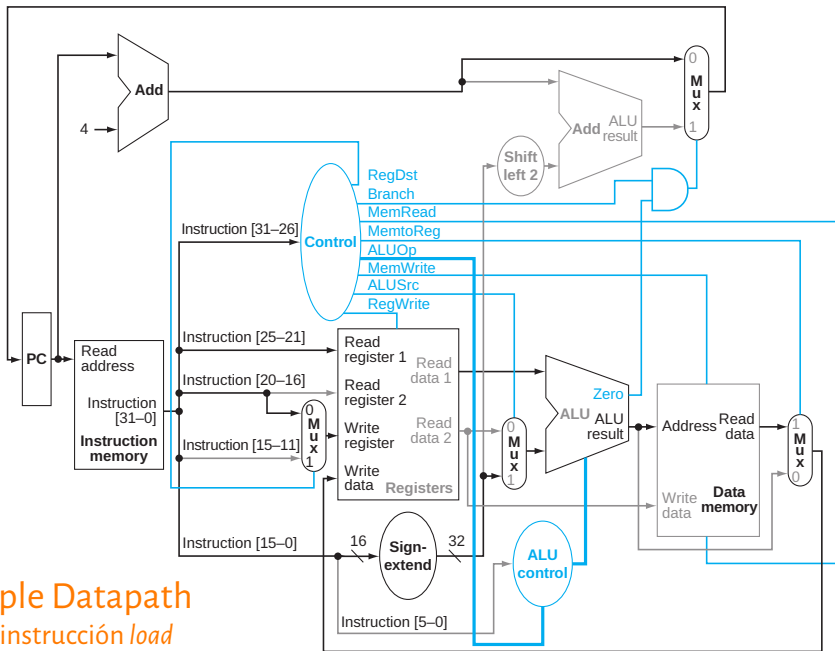 0
M
u
x
1
Add
4
Add
ALU
result
Shift
left 2
RegDst
Branch
MemRead
MemtoReg
ALUOp
MemWrite
ALUSrc
RegWrite
Control
Instruction [31–26]
PC
Read
address
Instruction
[31–0]
Instruction
memory
Instruction [25–21]
Instruction [20–16]
Instruction [15–11]
0
M
u
x
1
Read
register 1
Read
register 2
Write
register
Write
data
Read
data 1
Read
data 2
Registers
0
M
u
x
1
Zero
ALU
ALU
result
Address
Read
data
Write
data
Data
memory
1
M
u
x
0
Instruction [15–0]
16
Sign-
extend
32
ALU
control
Instruction [5–0]
ple Datapath
instrucción load